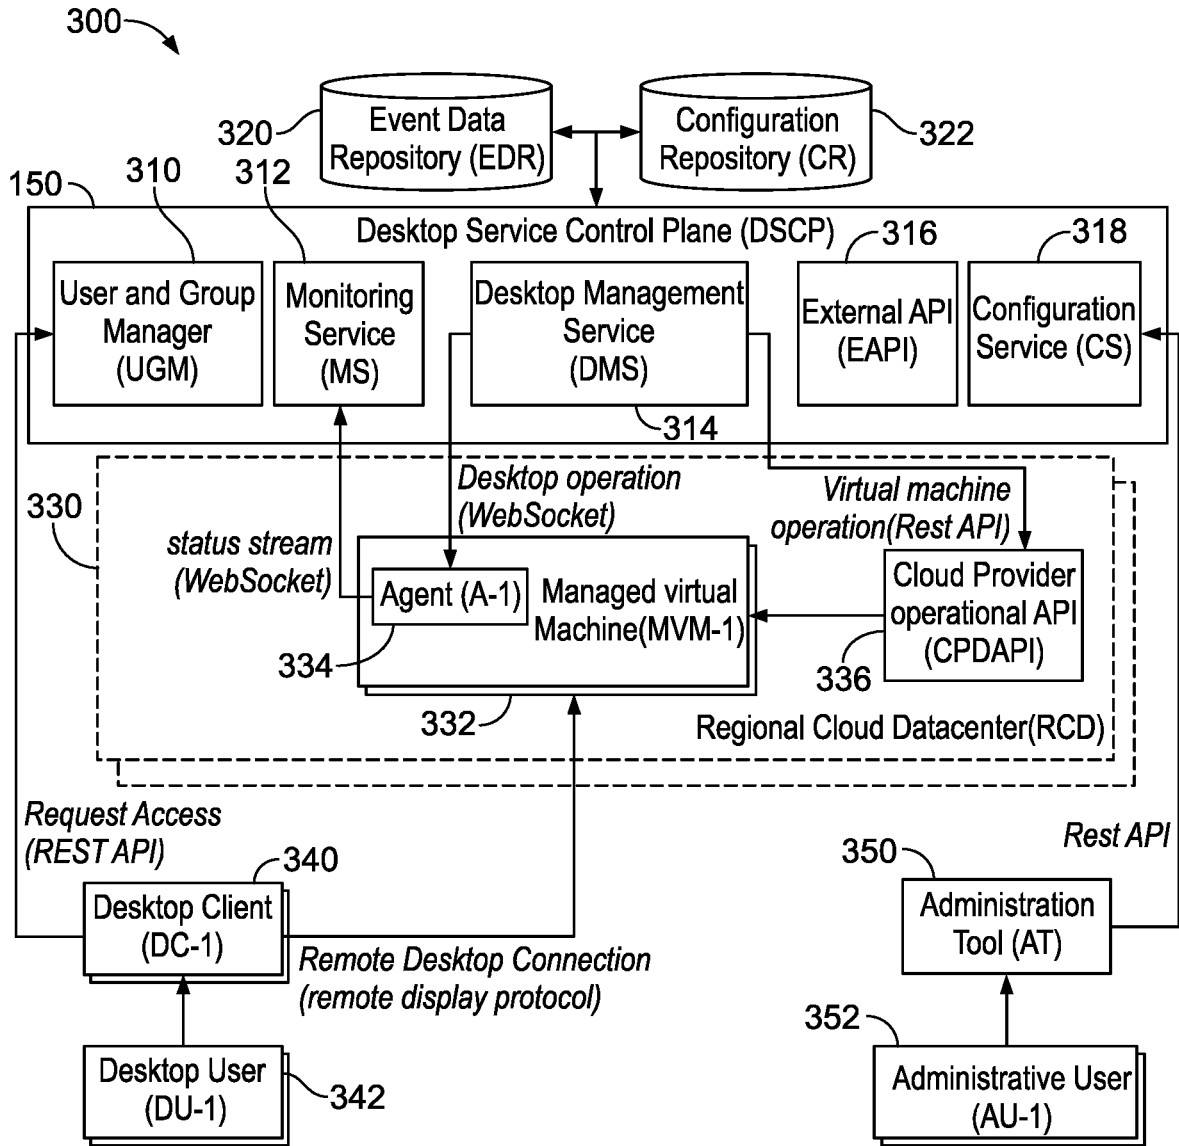 300
320
Event Data
Repository (EDR)
Configuration
Repository (CR)
322
150
310
312
Desktop Service Control Plane (DSCP)
316
318
User and Group
Manager
(UGM)
Monitoring
Service
(MS)
Desktop Management
Service
(DMS)
External API
(EAPI)
Configuration
Service (CS)
314
330
Desktop operation
(WebSocket)
Virtual machine
operation(Rest API)
status stream
(WebSocket)
Agent (A-1)
334
Managed virtual
Machine(MVM-1)
332
Cloud Provider
operational API
(CPDAPI)
336
Regional Cloud Datacenter(RCD)
Request Access
(REST API)
340
Desktop Client
(DC-1)
Remote Desktop Connection
(remote display protocol)
Rest API
350
Administration
Tool (AT)
Desktop User
(DU-1)
342
352
Administrative User
(AU-1)